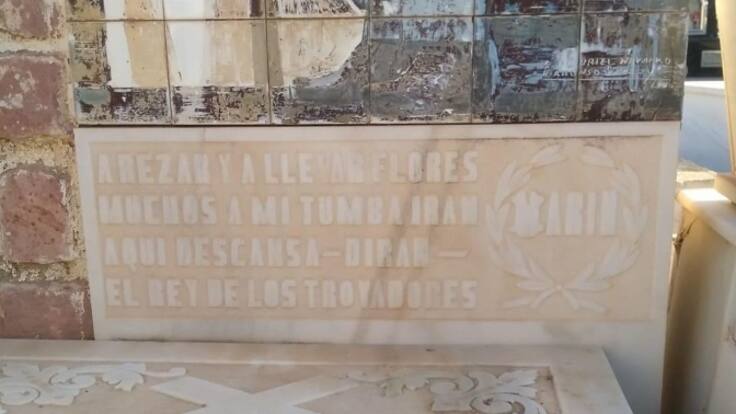 A REZAR Y A LLEVAR FLORES
MUCHOS A MI TUMBA IRAN
AQUI DESCANSA—DIRAN—
EL REY DE LOS TROVADORES
MARIN